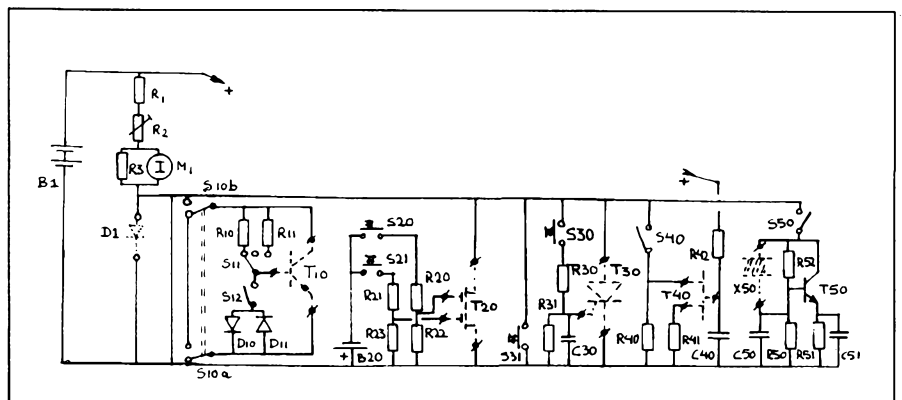 +
R1
R2
R3
I
M1
B1
+
S10b
D1
R10
R11
S11
T10
S12
D10
D11
S10a
S20
S21
R20
R21
T20
R23
R22
+
B20
S31
S30
R30
T30
R31
C30
S40
R42
T40
R40
R41
C40
S50
R52
X50
T50
C50
R50
R51
C51